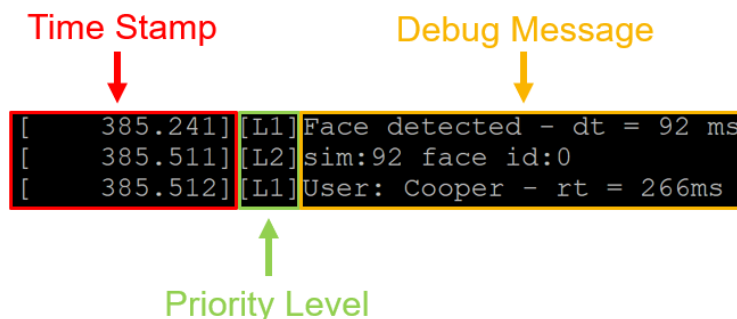 Time Stamp
Debug Message
[    385.241][L1]Face detected - dt = 92 ms
[    385.511][L2]sim:92 face id:0
[    385.512][L1]User: Cooper - rt = 266ms
Priority Level